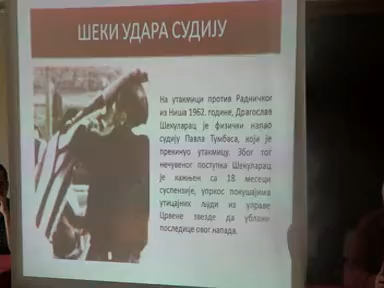 ШЕКИ УДАРА СУДИЈУ
На утакмици против Радничког
из Ниша 1962. године, Драгослав
Шекуларац је физички напао
судију Павла Тумбаса, који је
прекинуо утакмицу. Због тог
нечувеног поступка Шекуларац
је кажњен са 18 месеци
суспензије, упркос покушајима
утицајних људи из управе
Црвене звезде да ублаже
последице овог напада.